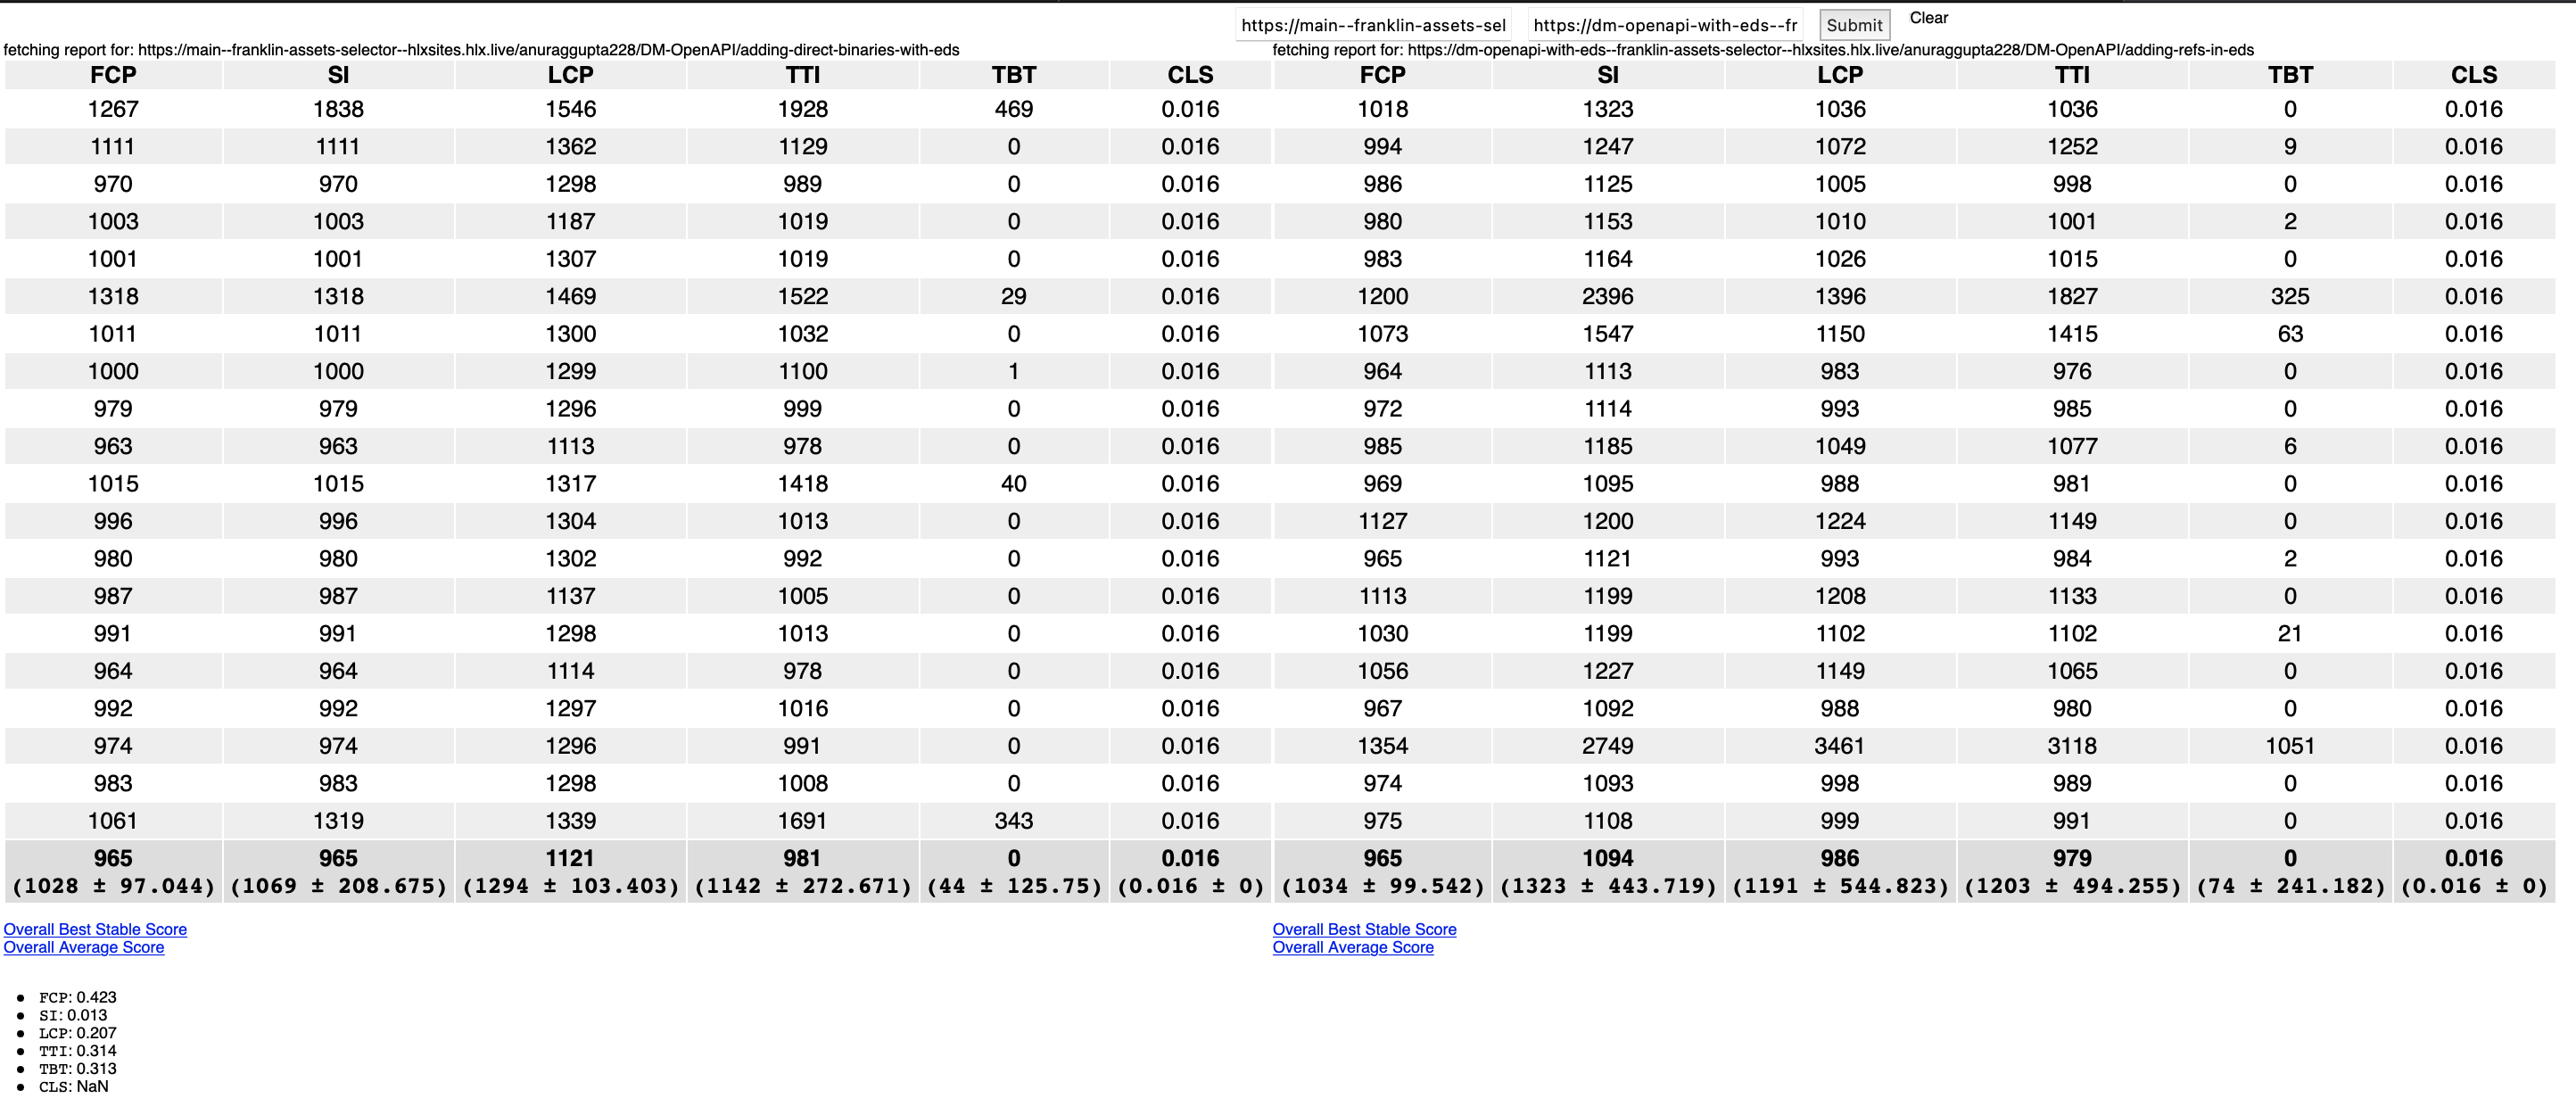 https://main--franklin-assets-sel https://dm-openapi-with-eds--fr Submit Clear
fetching report for: https://main--franklin-assets-selector--hlxsites.hlx.live/anuraggupta228/DM-OpenAPI/adding-direct-binaries-with-eds fetching report for: https://dm-openapi-with-eds--franklin-assets-selector--hlxsites.hlx.live/anuraggupta228/DM-OpenAPI/adding-refs-in-eds
FCP SI LCP TTI TBT CLS FCP SI LCP TTI TBT CLS
1267 1838 1546 1928 469 0.016 1018 1323 1036 1036 0 0.016
1111 1111 1362 1129 0 0.016 994 1247 1072 1252 9 0.016
970 970 1298 989 0 0.016 986 1125 1005 998 0 0.016
1003 1003 1187 1019 0 0.016 980 1153 1010 1001 2 0.016
1001 1001 1307 1019 0 0.016 983 1164 1026 1015 0 0.016
1318 1318 1469 1522 29 0.016 1200 2396 1396 1827 325 0.016
1011 1011 1300 1032 0 0.016 1073 1547 1150 1415 63 0.016
1000 1000 1299 1100 1 0.016 964 1113 983 976 0 0.016
979 979 1296 999 0 0.016 972 1114 993 985 0 0.016
963 963 1113 978 0 0.016 985 1185 1049 1077 6 0.016
1015 1015 1317 1418 40 0.016 969 1095 988 981 0 0.016
996 996 1304 1013 0 0.016 1127 1200 1224 1149 0 0.016
980 980 1302 992 0 0.016 965 1121 993 984 2 0.016
987 987 1137 1005 0 0.016 1113 1199 1208 1133 0 0.016
991 991 1298 1013 0 0.016 1030 1199 1102 1102 21 0.016
964 964 1114 978 0 0.016 1056 1227 1149 1065 0 0.016
992 992 1297 1016 0 0.016 967 1092 988 980 0 0.016
974 974 1296 991 0 0.016 1354 2749 3461 3118 1051 0.016
983 983 1298 1008 0 0.016 974 1093 998 989 0 0.016
1061 1319 1339 1691 343 0.016 975 1108 999 991 0 0.016
965 965 1121 981 0 0.016 965 1094 986 979 0 0.016
(1028 ± 97.044) (1069 ± 208.675) (1294 ± 103.403) (1142 ± 272.671) (44 ± 125.75) (0.016 ± 0) (1034 ± 99.542) (1323 ± 443.719) (1191 ± 544.823) (1203 ± 494.255) (74 ± 241.182) (0.016 ± 0)
Overall Best Stable Score Overall Best Stable Score
Overall Average Score Overall Average Score
• FCP: 0.423
• SI: 0.013
• LCP: 0.207
• TTI: 0.314
• TBT: 0.313
• CLS: NaN